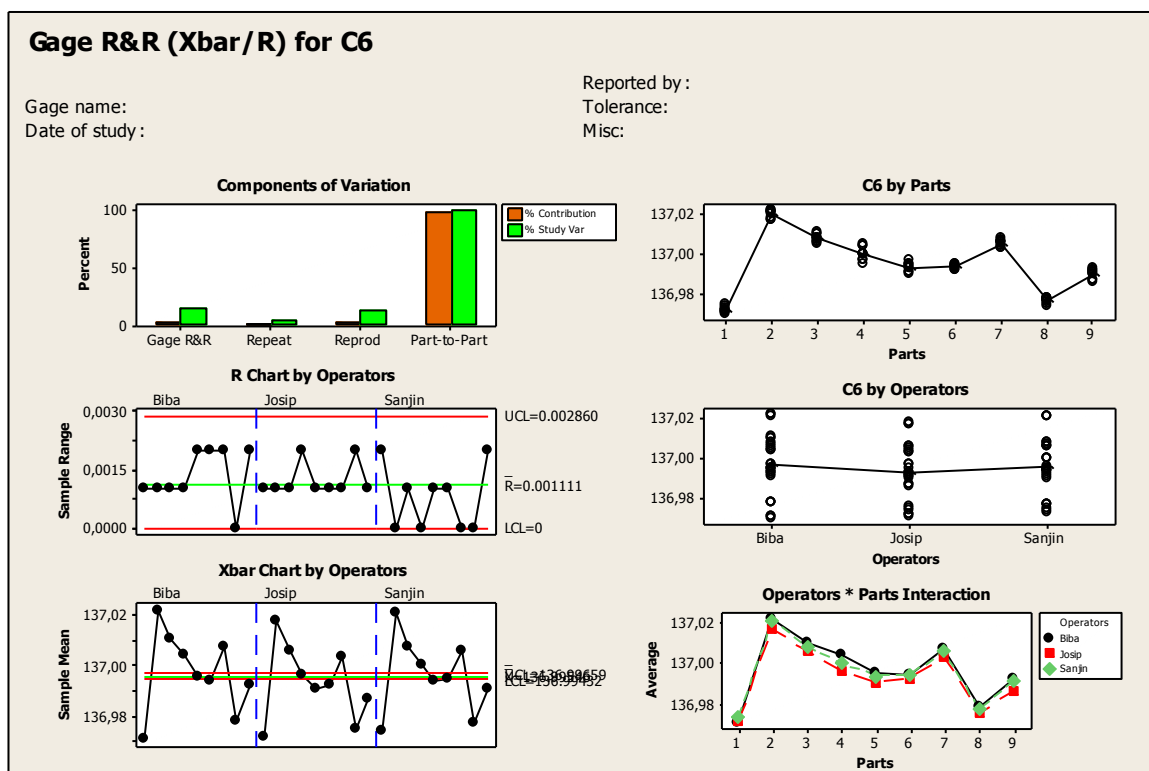 Gage R&R (Xbar/R) for C6
Reported by:
Gage name:
Tolerance:
Date of study:
Misc:
Components of Variation
100
50
0
Percent
Gage R&R Repeat Reprod Part-to-Part
% Contribution
% Study Var
C6 by Parts
137,02
137,00
136,98
1 2 3 4 5 6 7 8 9
Parts
R Chart by Operators
Biba Josip Sanjin
0,0030
0,0015
0,0000
Sample Range
UCL=0.002860
R=0.001111
LCL=0
C6 by Operators
137,02
137,00
136,98
Biba Josip Sanjin
Operators
Xbar Chart by Operators
Biba Josip Sanjin
137,02
137,00
136,98
Sample Mean
Operators * Parts Interaction
137,02
137,00
136,98
Average
1 2 3 4 5 6 7 8 9
Parts
Operators
Biba
Josip
Sanjin